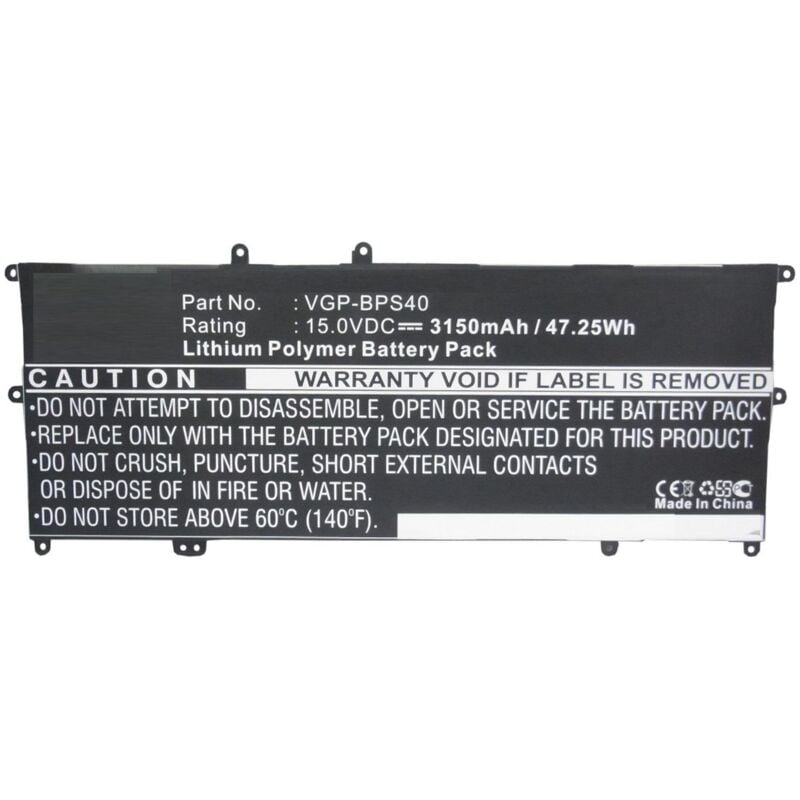 Part No. : VGP-BPS40
Rating : 15.0VDC⎓ 3150mAh / 47.25Wh
Lithium Polymer Battery Pack
CAUTION WARRANTY VOID IF LABEL IS REMOVED
•DO NOT ATTEMPT TO DISASSEMBLE, OPEN OR SERVICE THE BATTERY PACK.
•REPLACE ONLY WITH THE BATTERY PACK DESIGNATED FOR THIS PRODUCT.
•DO NOT CRUSH, PUNCTURE, SHORT EXTERNAL CONTACTS
OR DISPOSE OF IN FIRE OR WATER.
•DO NOT STORE ABOVE 60°C (140°F).
CE
Made In China